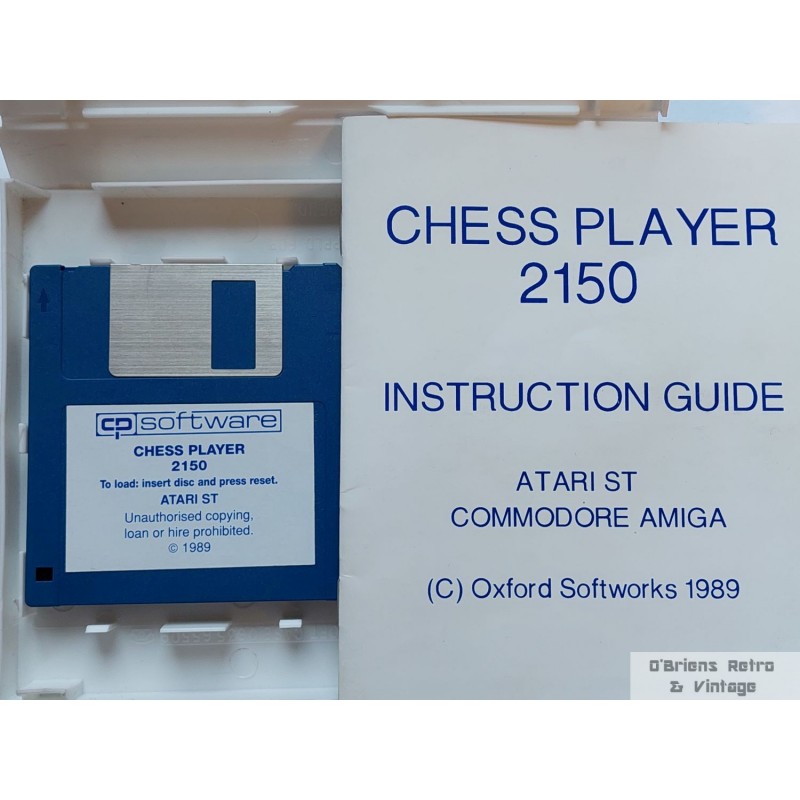 cp software
CHESS PLAYER
2150
To load: insert disc and press reset.
ATARI ST
Unauthorised copying,
loan or hire prohibited.
© 1989
CHESS PLAYER
2150
INSTRUCTION GUIDE
ATARI ST
COMMODORE AMIGA
(C) Oxford Softworks 1989
O'Briens Retro
& Vintage